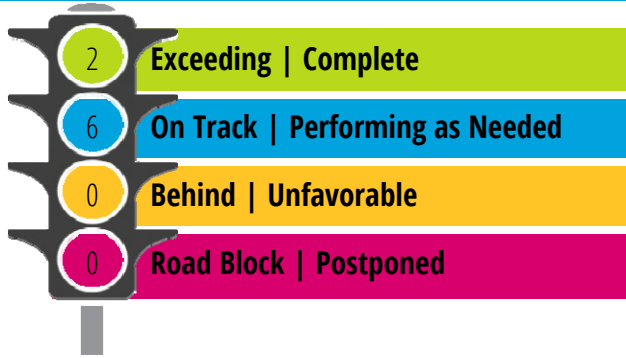 2 Exceeding | Complete
6 On Track | Performing as Needed
0 Behind | Unfavorable
0 Road Block | Postponed